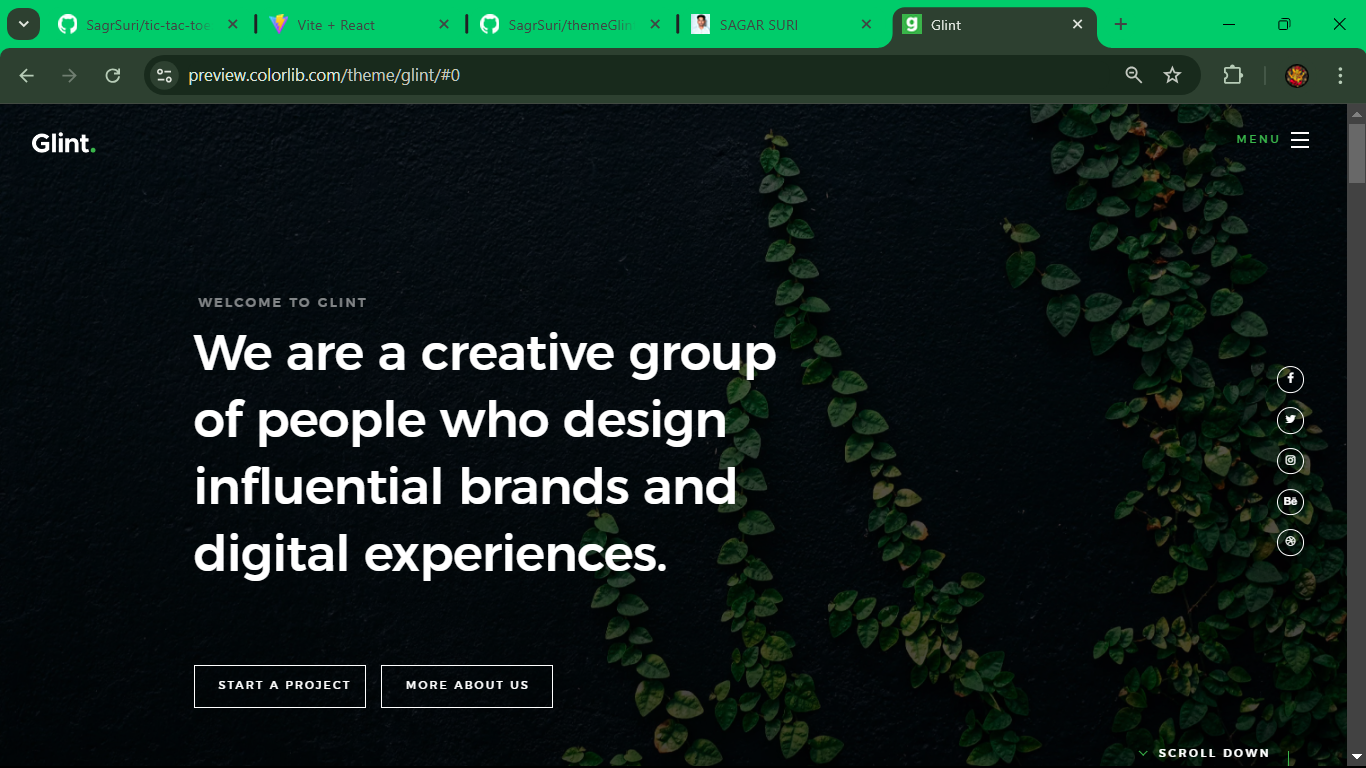 SagrSuri/tic-tac-toe
Vite + React
SagrSuri/themeGlin
SAGAR SURI
Glint
preview.colorlib.com/theme/glint/#0
Glint.
MENU
WELCOME TO GLINT
We are a creative group
of people who design
influential brands and
digital experiences.
Bē
START A PROJECT
MORE ABOUT US
SCROLL DOWN